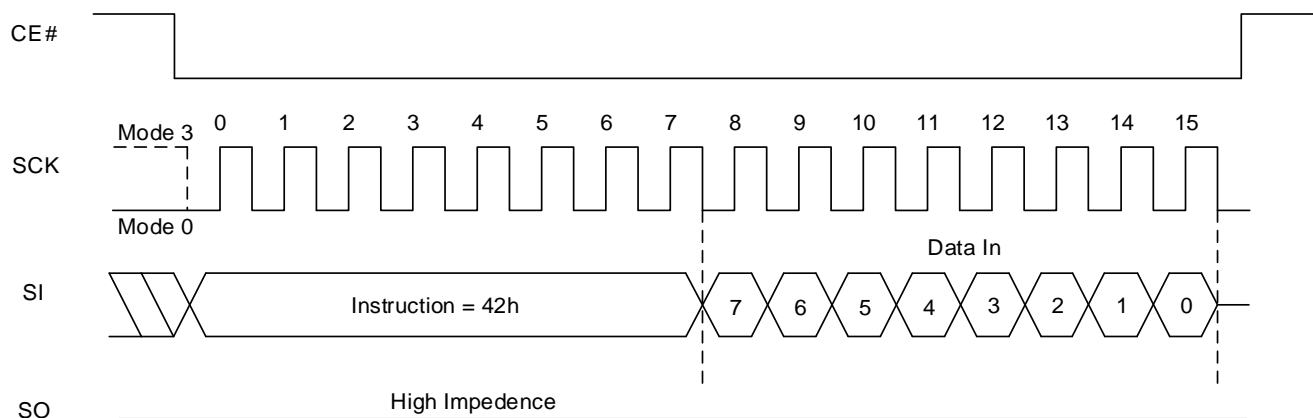 CE#
0 1 2 3 4 5 6 7 8 9 10 11 12 13 14 15
Mode 3
SCK
Mode 0
Data In
SI
Instruction = 42h
7 6 5 4 3 2 1 0
High Impedence
SO